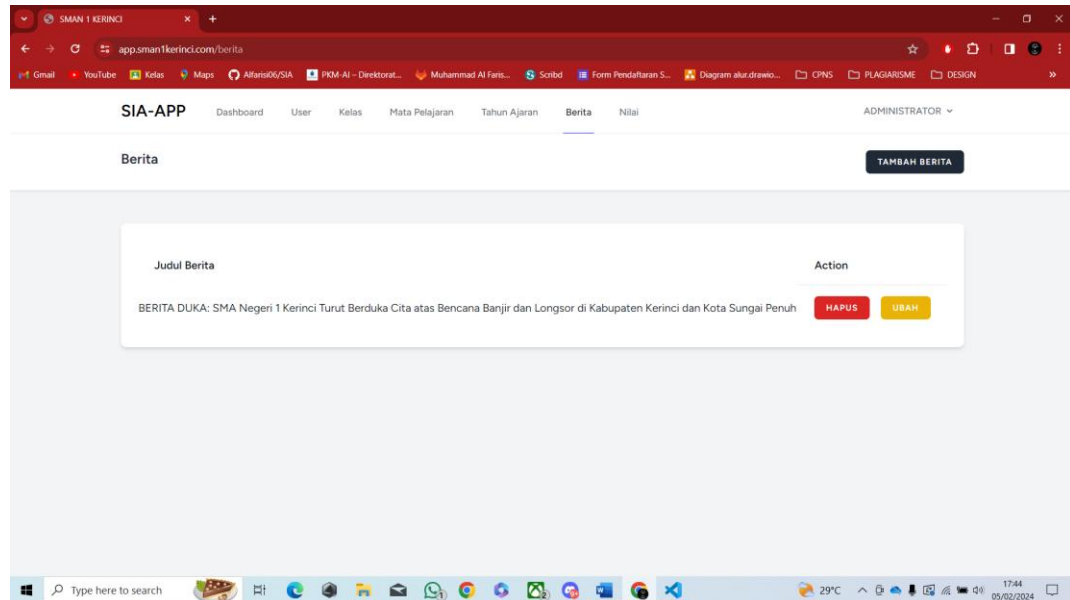 SMAN 1 KERINCI
app.sman1kerinci.com/berita
Gmail YouTube Kelas Maps Alfarisi06/SIA PKM-AI – Direktorat... Muhammad Al Faris... Scribd Form Pendaftaran S... Diagram alur.drawio... CPNS PLAGIARISME DESIGN
SIA-APP Dashboard User Kelas Mata Pelajaran Tahun Ajaran Berita Nilai ADMINISTRATOR
Berita TAMBAH BERITA
Judul Berita Action
BERITA DUKA: SMA Negeri 1 Kerinci Turut Berduka Cita atas Bencana Banjir dan Longsor di Kabupaten Kerinci dan Kota Sungai Penuh HAPUS UBAH
Type here to search 29°C 17:44
05/02/2024